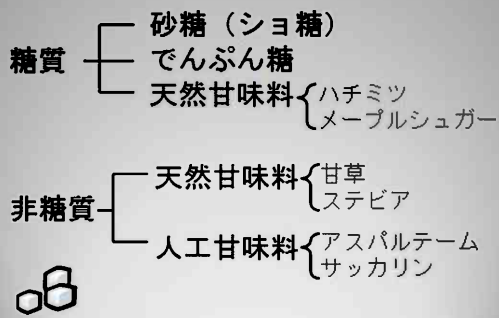 糖質
砂糖（ショ糖）
でんぷん糖
天然甘味料
ハチミツ
メープルシュガー
非糖質
天然甘味料
甘草
ステビア
人工甘味料
アスパルテーム
サッカリン